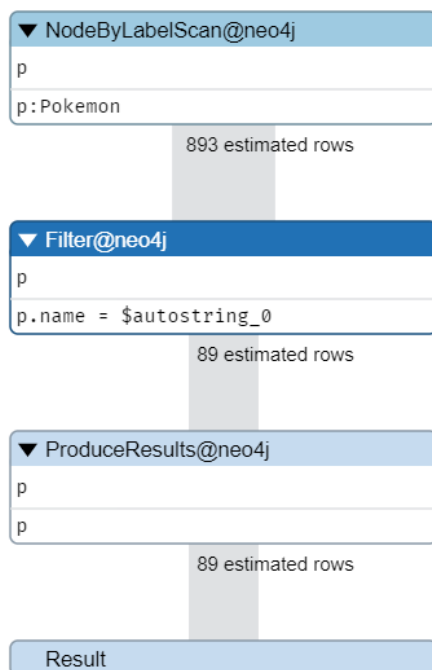 NodeByLabelScan@neo4j
p
p:Pokemon
893 estimated rows
Filter@neo4j
p
p.name = $autostring_0
89 estimated rows
ProduceResults@neo4j
p
p
89 estimated rows
Result